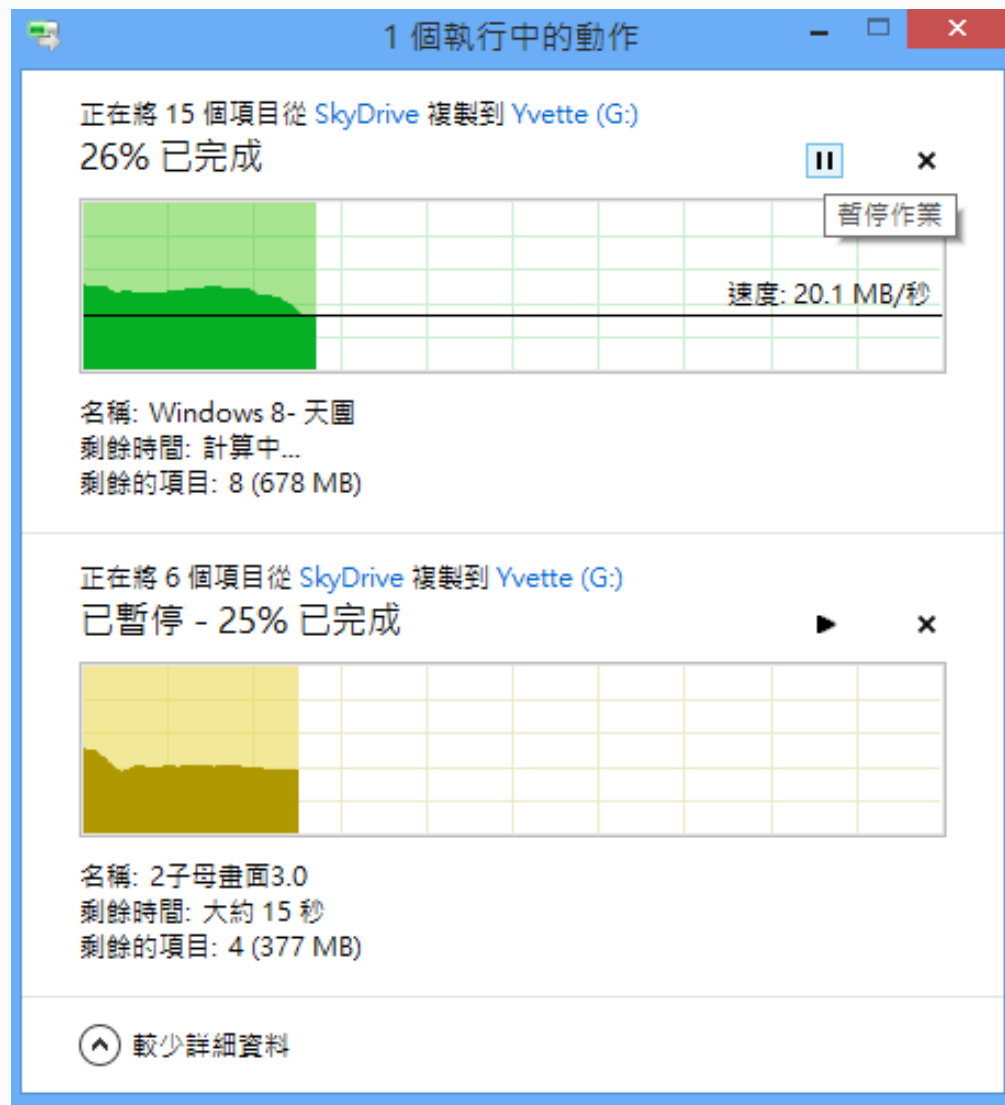 1 個執行中的動作
正在將 15 個項目從 SkyDrive 複製到 Yvette (G:)
26% 已完成
暫停作業
速度: 20.1 MB/秒
名稱: Windows 8- 天團
剩餘時間: 計算中...
剩餘的項目: 8 (678 MB)
正在將 6 個項目從 SkyDrive 複製到 Yvette (G:)
已暫停 - 25% 已完成
名稱: 2子母畫面3.0
剩餘時間: 大約 15 秒
剩餘的項目: 4 (377 MB)
較少詳細資料